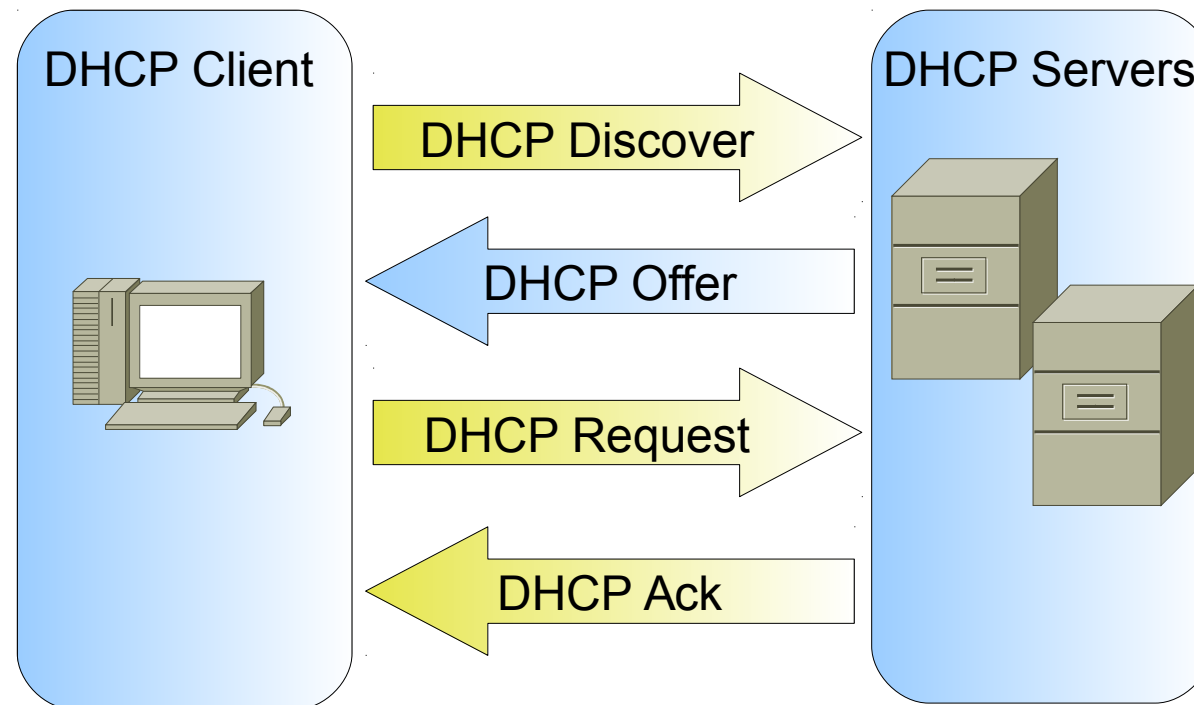 DHCP Client
DHCP Servers
DHCP Discover
DHCP Offer
DHCP Request
DHCP Ack